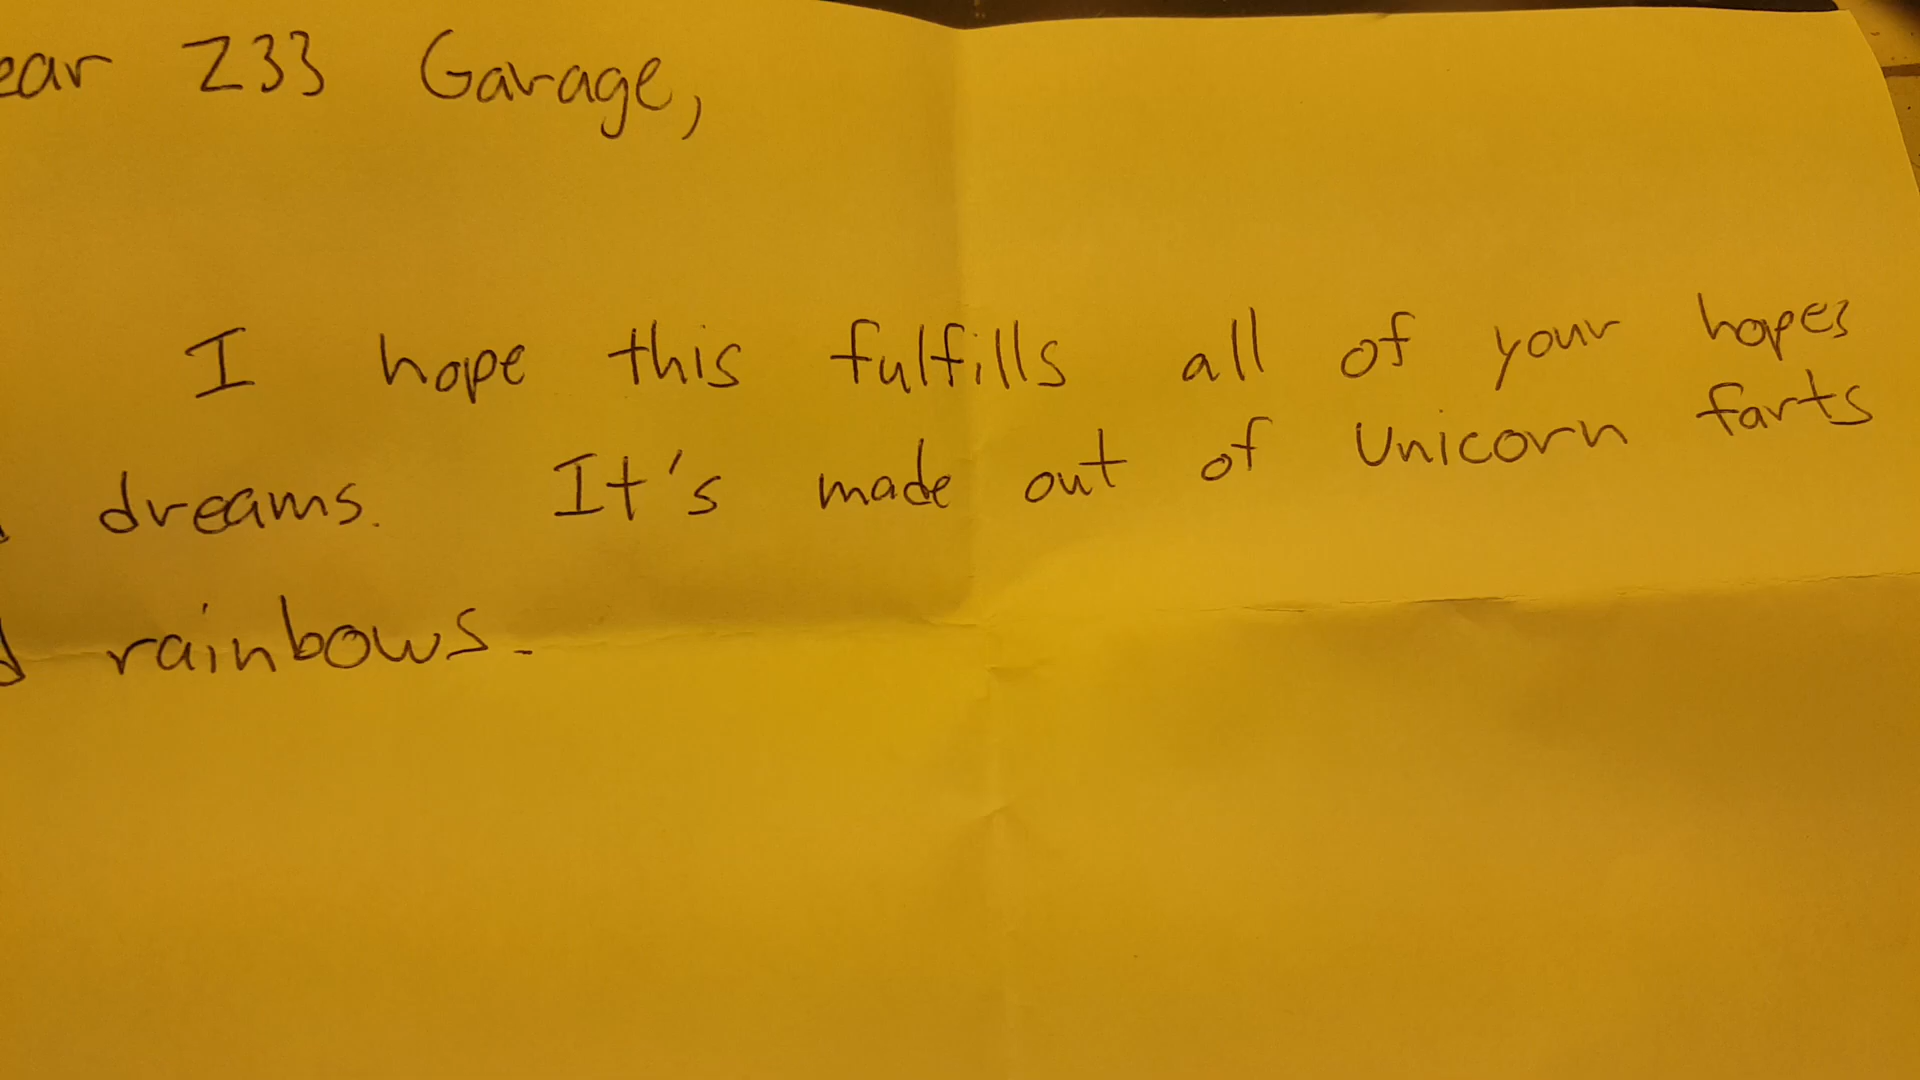 ear Z33 Garage,
I hope this fulfills all of your hopes
dreams. It's made out of Unicorn farts
d rainbows.